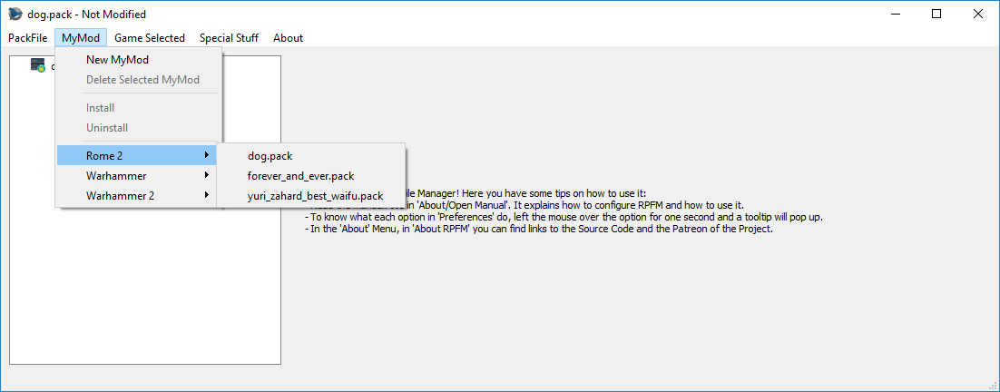 dog.pack - Not Modified
PackFile MyMod Game Selected Special Stuff About
New MyMod
Delete Selected MyMod
Install
Uninstall
Rome 2
Warhammer
Warhammer 2
dog.pack
forever_and_ever.pack
yuri_zahard_best_waifu.pack
Manager! Here you have some tips on how to use it:
in 'About/Open Manual'. It explains how to configure RPFM and how to use it.
- To know what each option in 'Preferences' do, left the mouse over the option for one second and a tooltip will pop up.
- In the 'About' Menu, in 'About RPFM' you can find links to the Source Code and the Patreon of the Project.